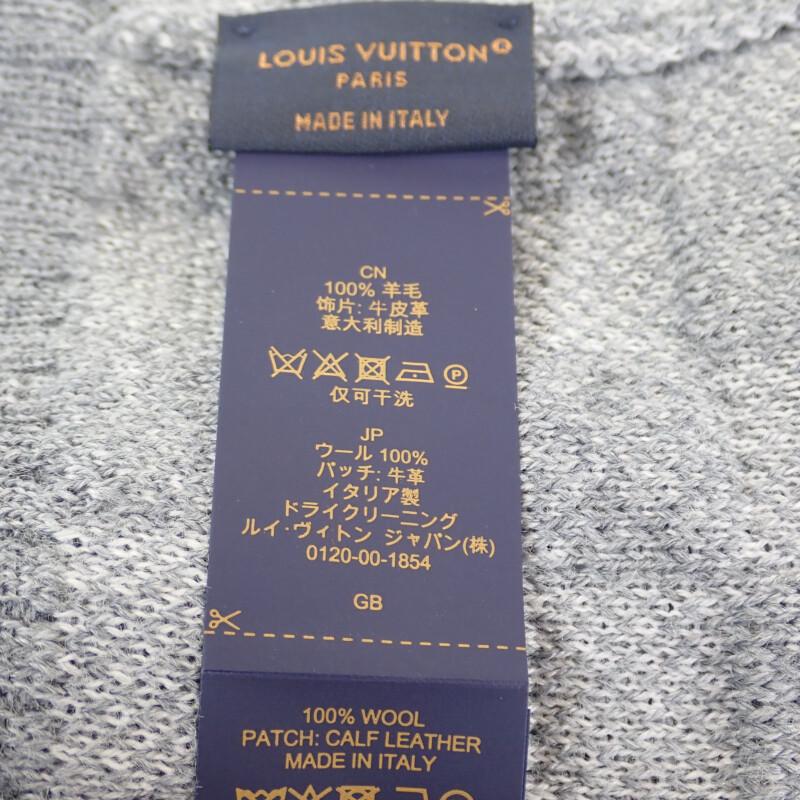 LOUIS VUITTON®
PARIS
MADE IN ITALY
CN
100% 羊毛
饰片: 牛皮革
意大利制造
P
仅可干洗
JP
ウール 100%
パッチ: 牛革
イタリア製
ドライクリーニング
ルイ·ヴィトン ジャパン(株)
0120-00-1854
GB
100% WOOL
PATCH: CALF LEATHER
MADE IN ITALY